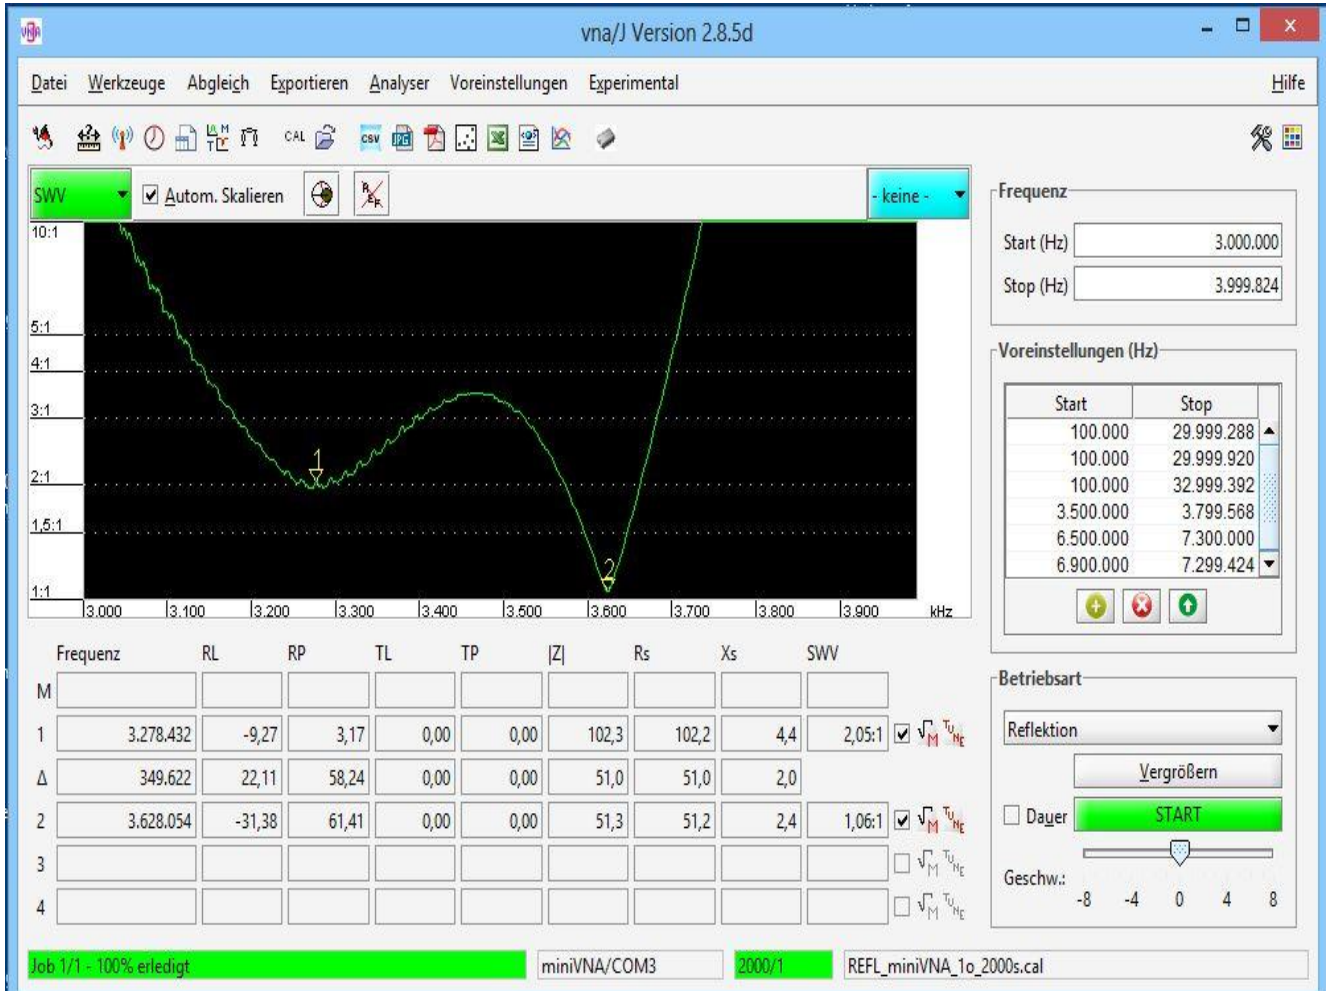 vna/J Version 2.8.5d
Datei Werkzeuge Abgleich Exportieren Analyser Voreinstellungen Experimental Hilfe
CAL CSV JPG
SWV Autom. Skalieren - keine -
10:1
5:1
4:1
3:1
2:1
1,5:1
1:1
1
2
3.000 3.100 3.200 3.300 3.400 3.500 3.600 3.700 3.800 3.900 kHz
Frequenz
Start (Hz) 3.000.000
Stop (Hz) 3.999.824
Voreinstellungen (Hz)
Start Stop
100.000 29.999.288
100.000 29.999.920
100.000 32.999.392
3.500.000 3.799.568
6.500.000 7.300.000
6.900.000 7.299.424
Frequenz RL RP TL TP |Z| Rs Xs SWV
M
1 3.278.432 -9,27 3,17 0,00 0,00 102,3 102,2 4,4 2,05:1 √M TUNE
Δ 349.622 22,11 58,24 0,00 0,00 51,0 51,0 2,0
2 3.628.054 -31,38 61,41 0,00 0,00 51,3 51,2 2,4 1,06:1 √M TUNE
3 √M TUNE
4 √M TUNE
Betriebsart
Reflektion
Vergrößern
Dauer START
Geschw.:
-8 -4 0 4 8
Job 1/1 - 100% erledigt miniVNA/COM3 2000/1 REFL_miniVNA_1o_2000s.cal